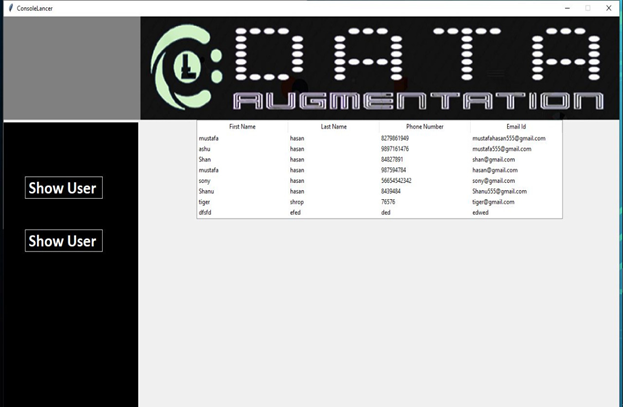 ConsoleLancer
DATA
AUGMENTATION
First Name Last Name Phone Number Email Id
mustafa hasan 8279861949 mustafahasan555@gmail.com
ashu hasan 9897161476 mustafa555@gmail.com
Shan hasan 84827891 shan@gmail.com
mustafa hasan 987594784 hasan@gmail.com
sony hasan 56654542342 sony@gmail.com
Shanu hasan 8439484 Shanu555@gmail.com
tiger shrop 76576 tiger@gmail.com
dfsfd efed ded edwed
Show User
Show User